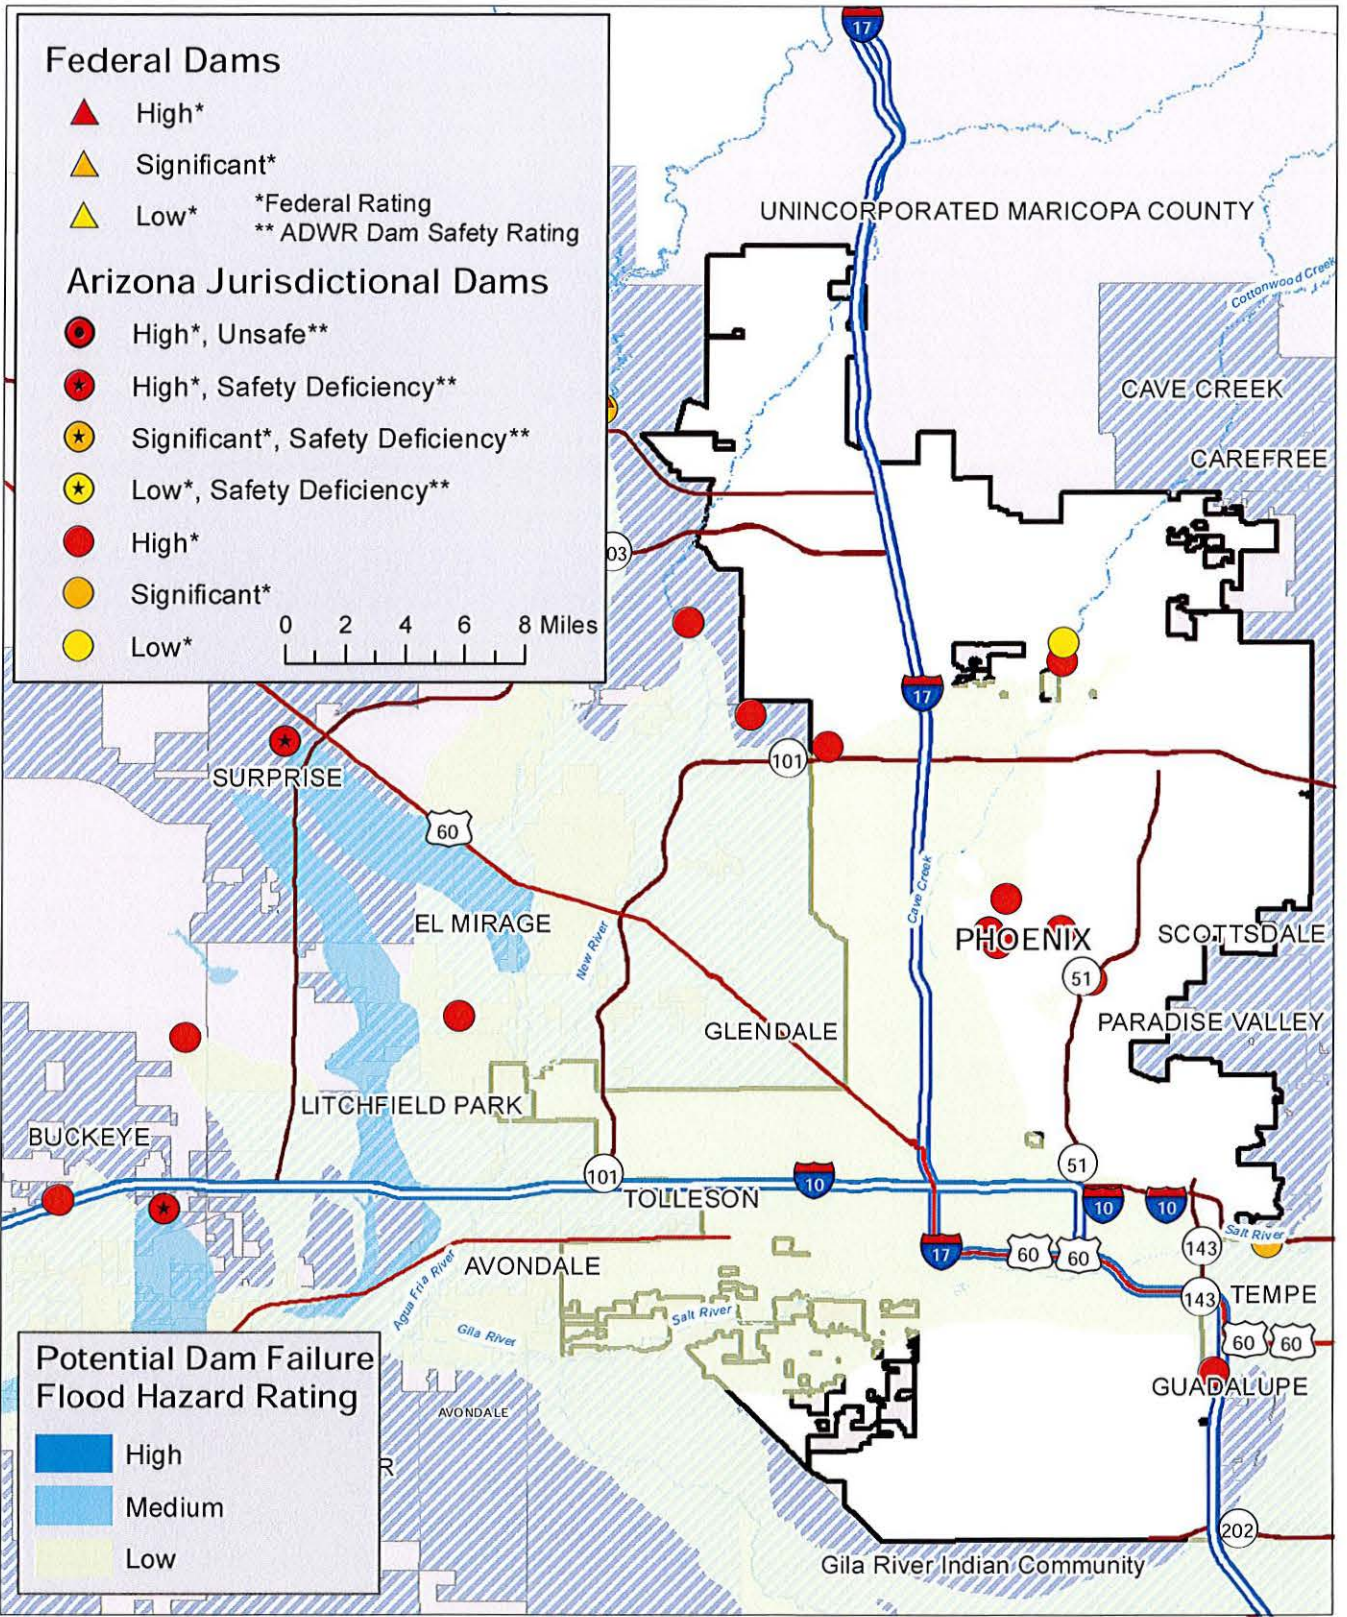 Federal Dams
High*
Significant*
Low*
*Federal Rating
** ADWR Dam Safety Rating
Arizona Jurisdictional Dams
High*, Unsafe**
High*, Safety Deficiency**
Significant*, Safety Deficiency**
Low*, Safety Deficiency**
High*
Significant*
Low*
0 2 4 6 8 Miles
17
UNINCORPORATED MARICOPA COUNTY
Cottonwood Creek
CAVE CREEK
CAREFREE
03
17
101
SURPRISE
60
Cave Creek
EL MIRAGE
New River
PHOENIX
SCOTTSDALE
51
GLENDALE
PARADISE VALLEY
LITCHFIELD PARK
BUCKEYE
51
101
10
TOLLESON
10
10
Salt River
17
60
60
143
AVONDALE
Agua Fria River
143
TEMPE
Salt River
Gila River
60
60
GUADALUPE
AVONDALE
R
202
Gila River Indian Community
Potential Dam Failure
Flood Hazard Rating
High
Medium
Low